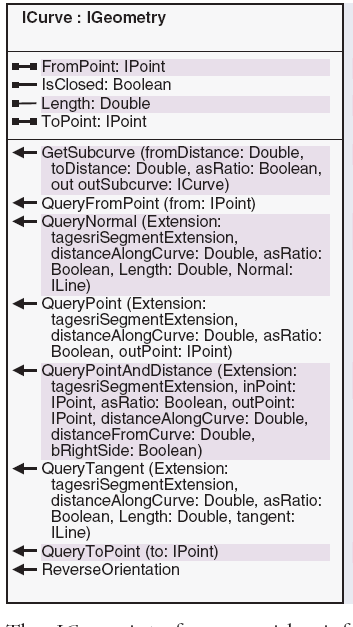 ICurve : IGeometry
FromPoint: IPoint
IsClosed: Boolean
Length: Double
ToPoint: IPoint
GetSubcurve (fromDistance: Double,
toDistance: Double, asRatio: Boolean,
out outSubcurve: ICurve)
QueryFromPoint (from: IPoint)
QueryNormal (Extension:
tagesriSegmentExtension,
distanceAlongCurve: Double, asRatio:
Boolean, Length: Double, Normal:
ILine)
QueryPoint (Extension:
tagesriSegmentExtension,
distanceAlongCurve: Double, asRatio:
Boolean, outPoint: IPoint)
QueryPointAndDistance (Extension:
tagesriSegmentExtension, inPoint:
IPoint, asRatio: Boolean, outPoint:
IPoint, distanceAlongCurve: Double,
distanceFromCurve: Double,
bRightSide: Boolean)
QueryTangent (Extension:
tagesriSegmentExtension,
distanceAlongCurve: Double, asRatio:
Boolean, Length: Double, tangent:
ILine)
QueryToPoint (to: IPoint)
ReverseOrientation